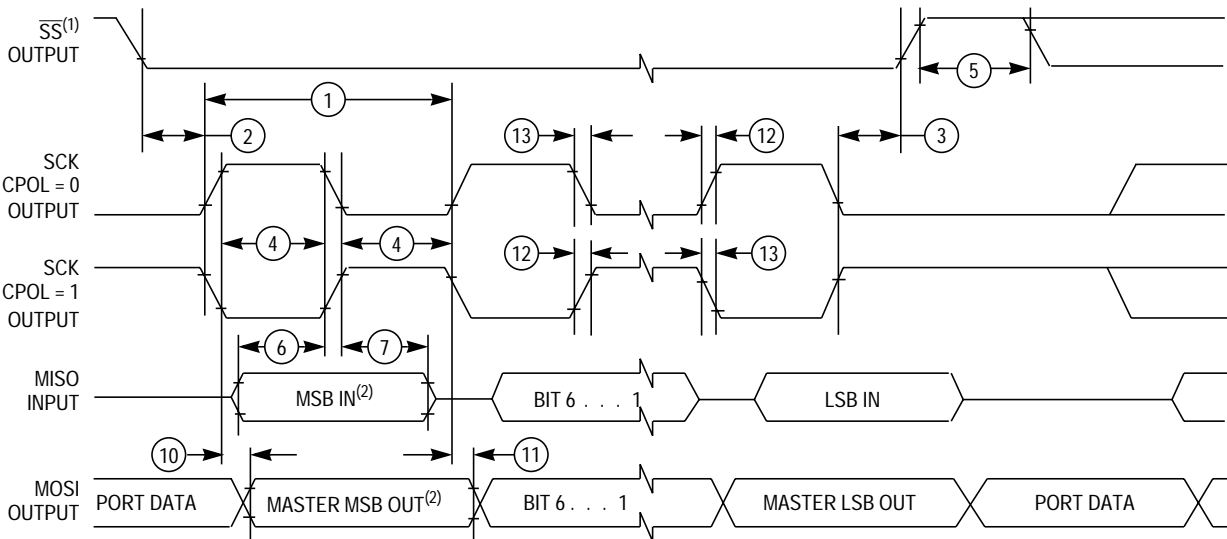 SS(1)
OUTPUT
5
1
2
13
12
3
SCK
CPOL = 0
OUTPUT
4
4
12
13
SCK
CPOL = 1
OUTPUT
6
7
MISO
INPUT
MSB IN(2)
BIT 6 . . . 1
LSB IN
10
11
MOSI
OUTPUT
PORT DATA
MASTER MSB OUT(2)
BIT 6 . . . 1
MASTER LSB OUT
PORT DATA